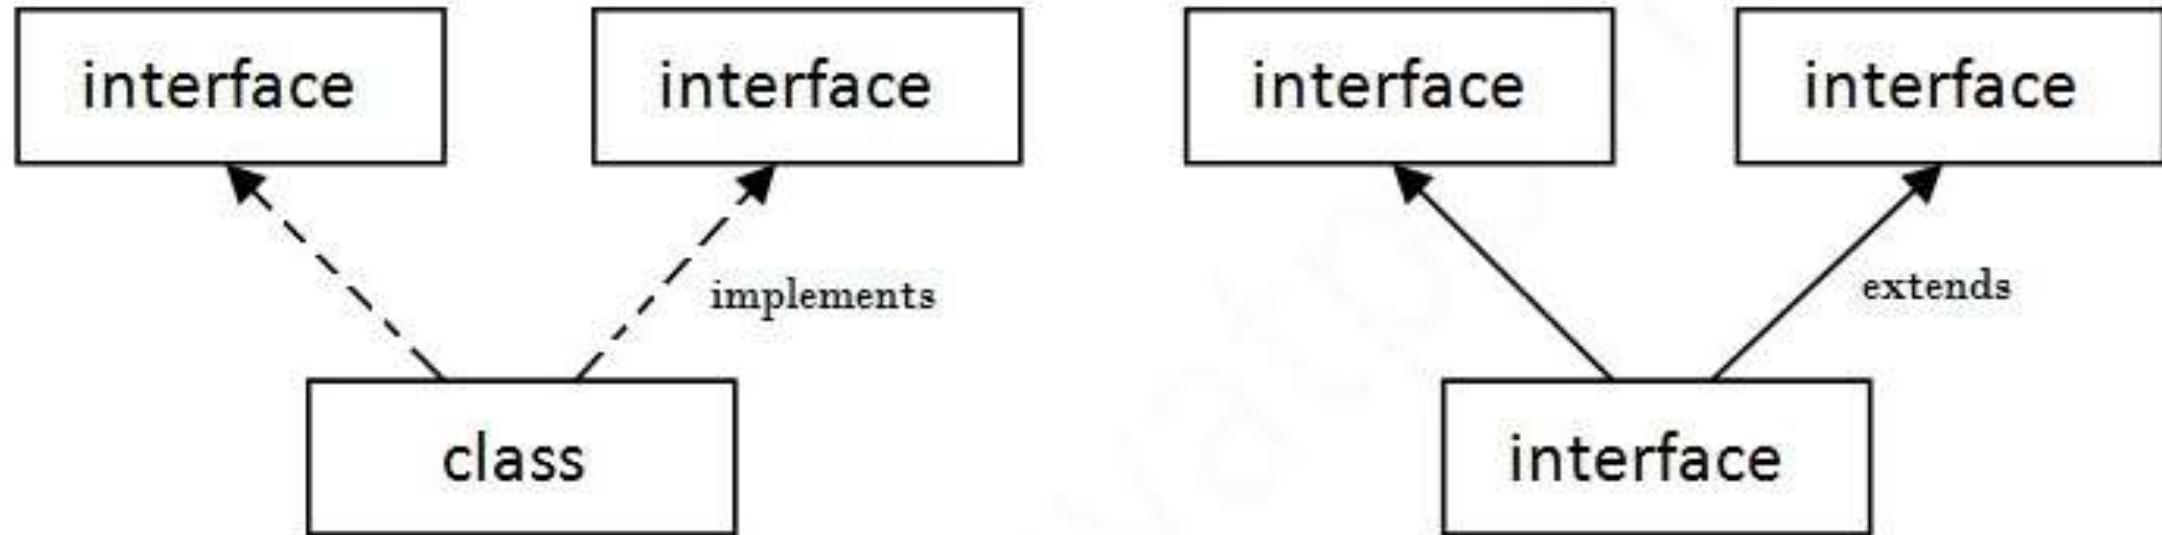 interface interface interface interface
implements
extends
class
interface